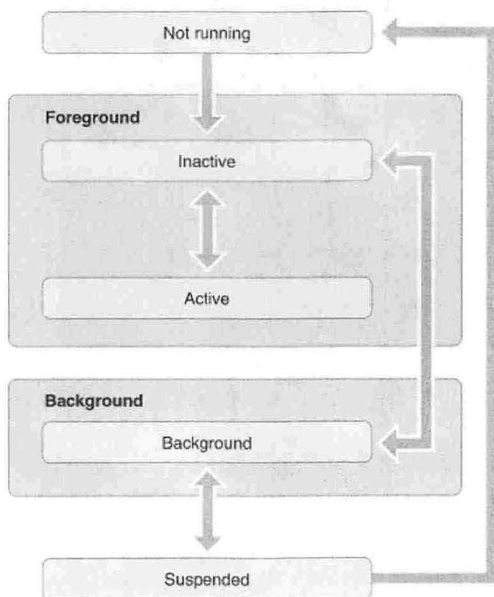 Not running
Foreground
Inactive
Active
Background
Background
Suspended